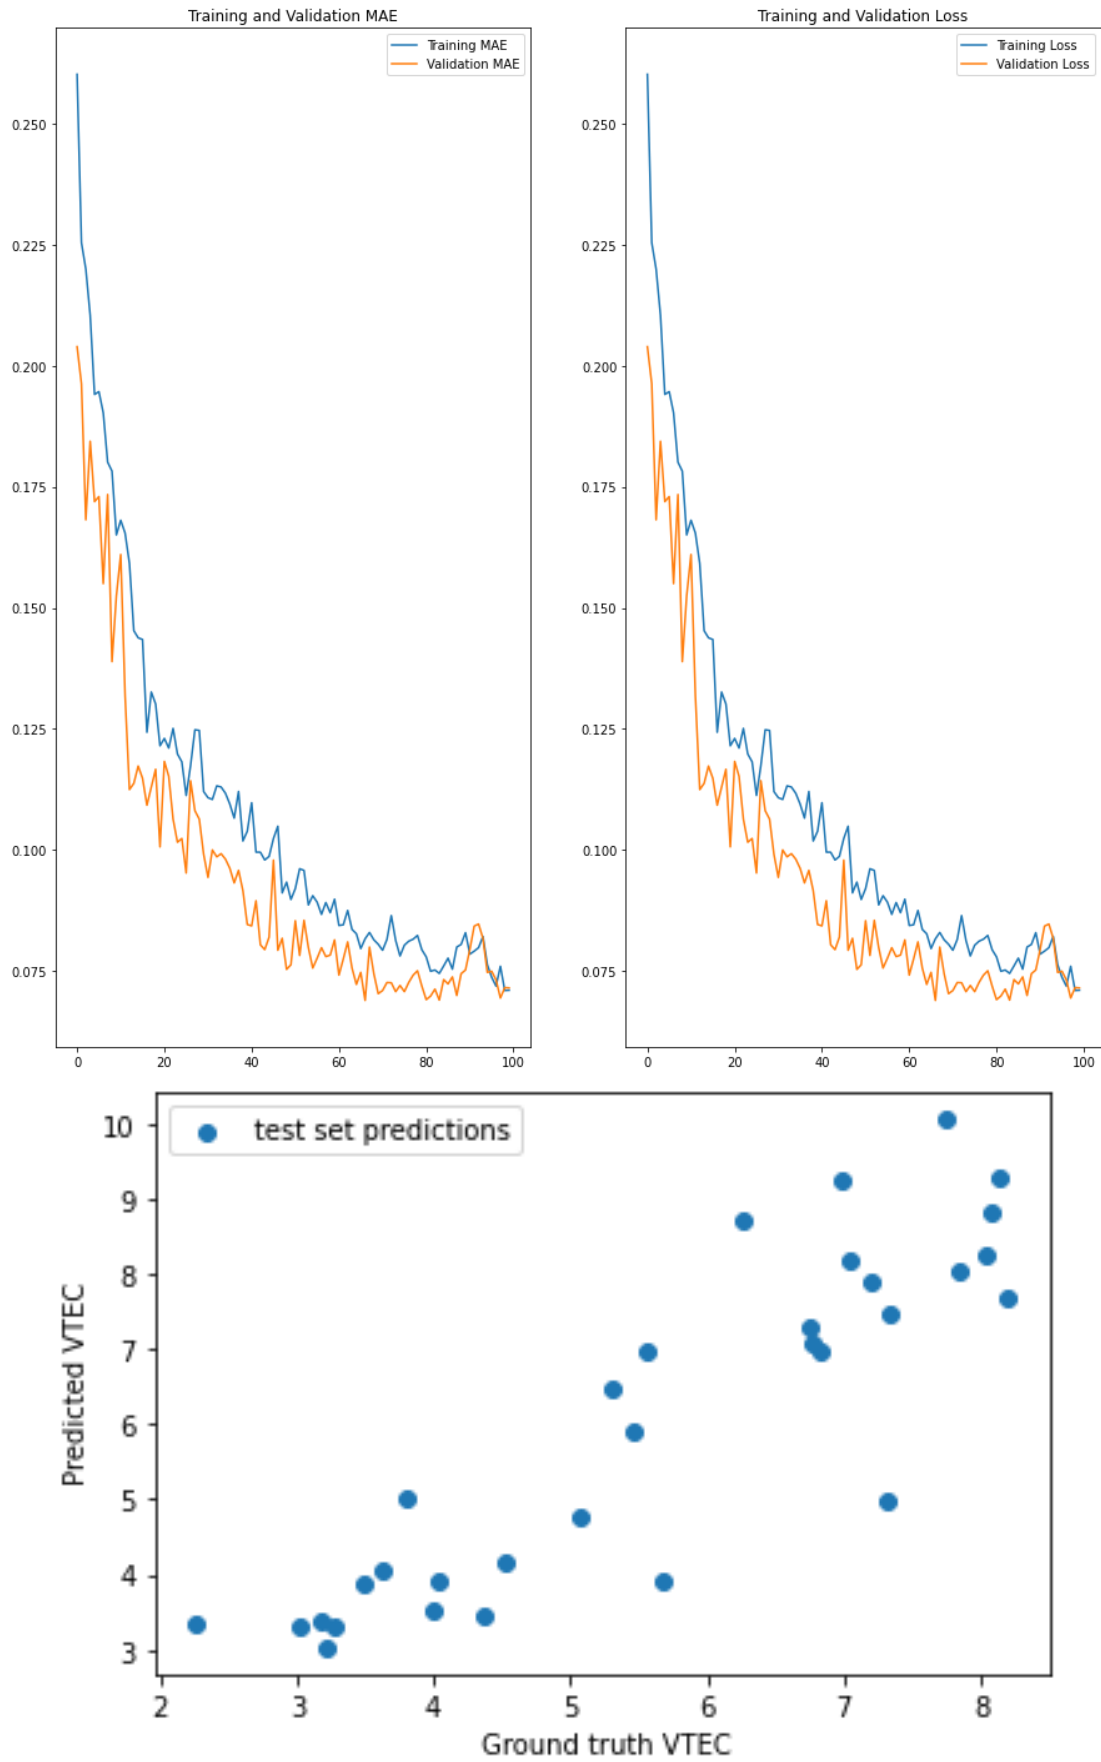 Training and Validation MAE
Training MAE
Validation MAE
0.250
0.225
0.200
0.175
0.150
0.125
0.100
0.075
0 20 40 60 80 100
Training and Validation Loss
Training Loss
Validation Loss
0.250
0.225
0.200
0.175
0.150
0.125
0.100
0.075
0 20 40 60 80 100
test set predictions
10
9
8
7
6
5
4
3
Predicted VTEC
2 3 4 5 6 7 8
Ground truth VTEC